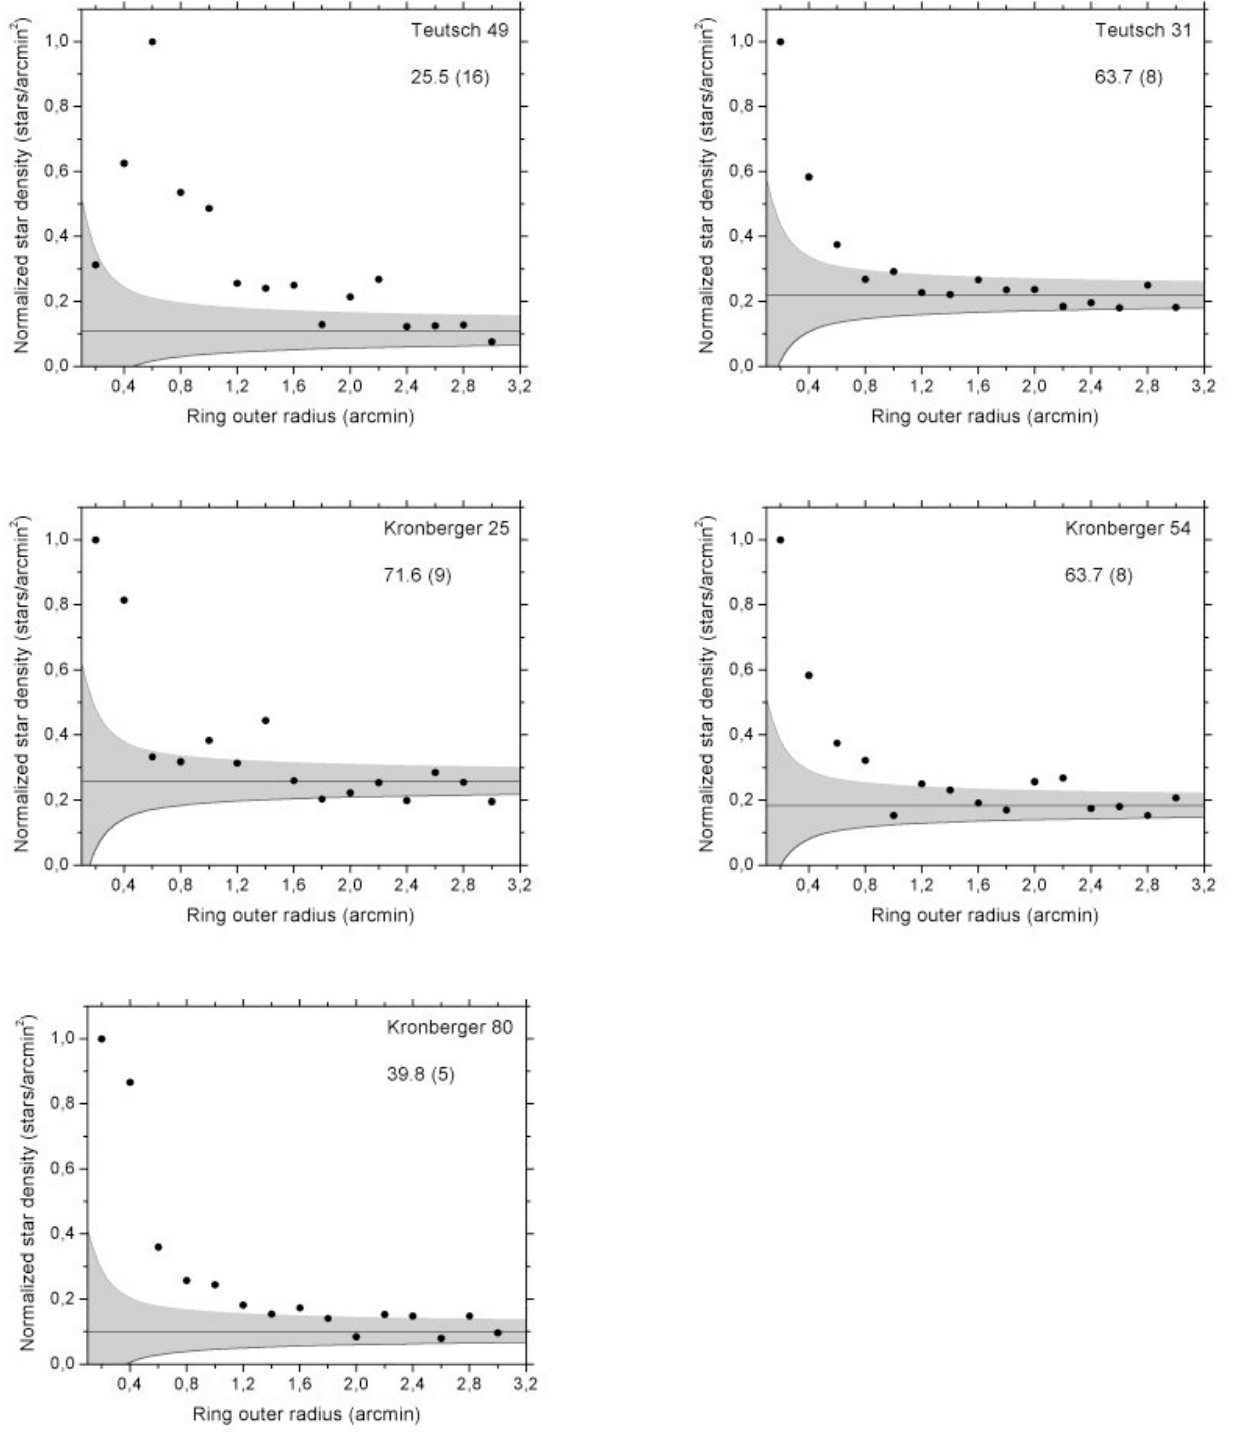 Teutsch 49
25.5 (16)
Normalized star density (stars/arcmin²)
1,0
0,8
0,6
0,4
0,2
0,0
0,4 0,8 1,2 1,6 2,0 2,4 2,8 3,2
Ring outer radius (arcmin)
Teutsch 31
63.7 (8)
Normalized star density (stars/arcmin²)
1,0
0,8
0,6
0,4
0,2
0,0
0,4 0,8 1,2 1,6 2,0 2,4 2,8 3,2
Ring outer radius (arcmin)
Kronberger 25
71.6 (9)
Normalized star density (stars/arcmin²)
1,0
0,8
0,6
0,4
0,2
0,0
0,4 0,8 1,2 1,6 2,0 2,4 2,8 3,2
Ring outer radius (arcmin)
Kronberger 54
63.7 (8)
Normalized star density (stars/arcmin²)
1,0
0,8
0,6
0,4
0,2
0,0
0,4 0,8 1,2 1,6 2,0 2,4 2,8 3,2
Ring outer radius (arcmin)
Kronberger 80
39.8 (5)
Normalized star density (stars/arcmin²)
1,0
0,8
0,6
0,4
0,2
0,0
0,4 0,8 1,2 1,6 2,0 2,4 2,8 3,2
Ring outer radius (arcmin)